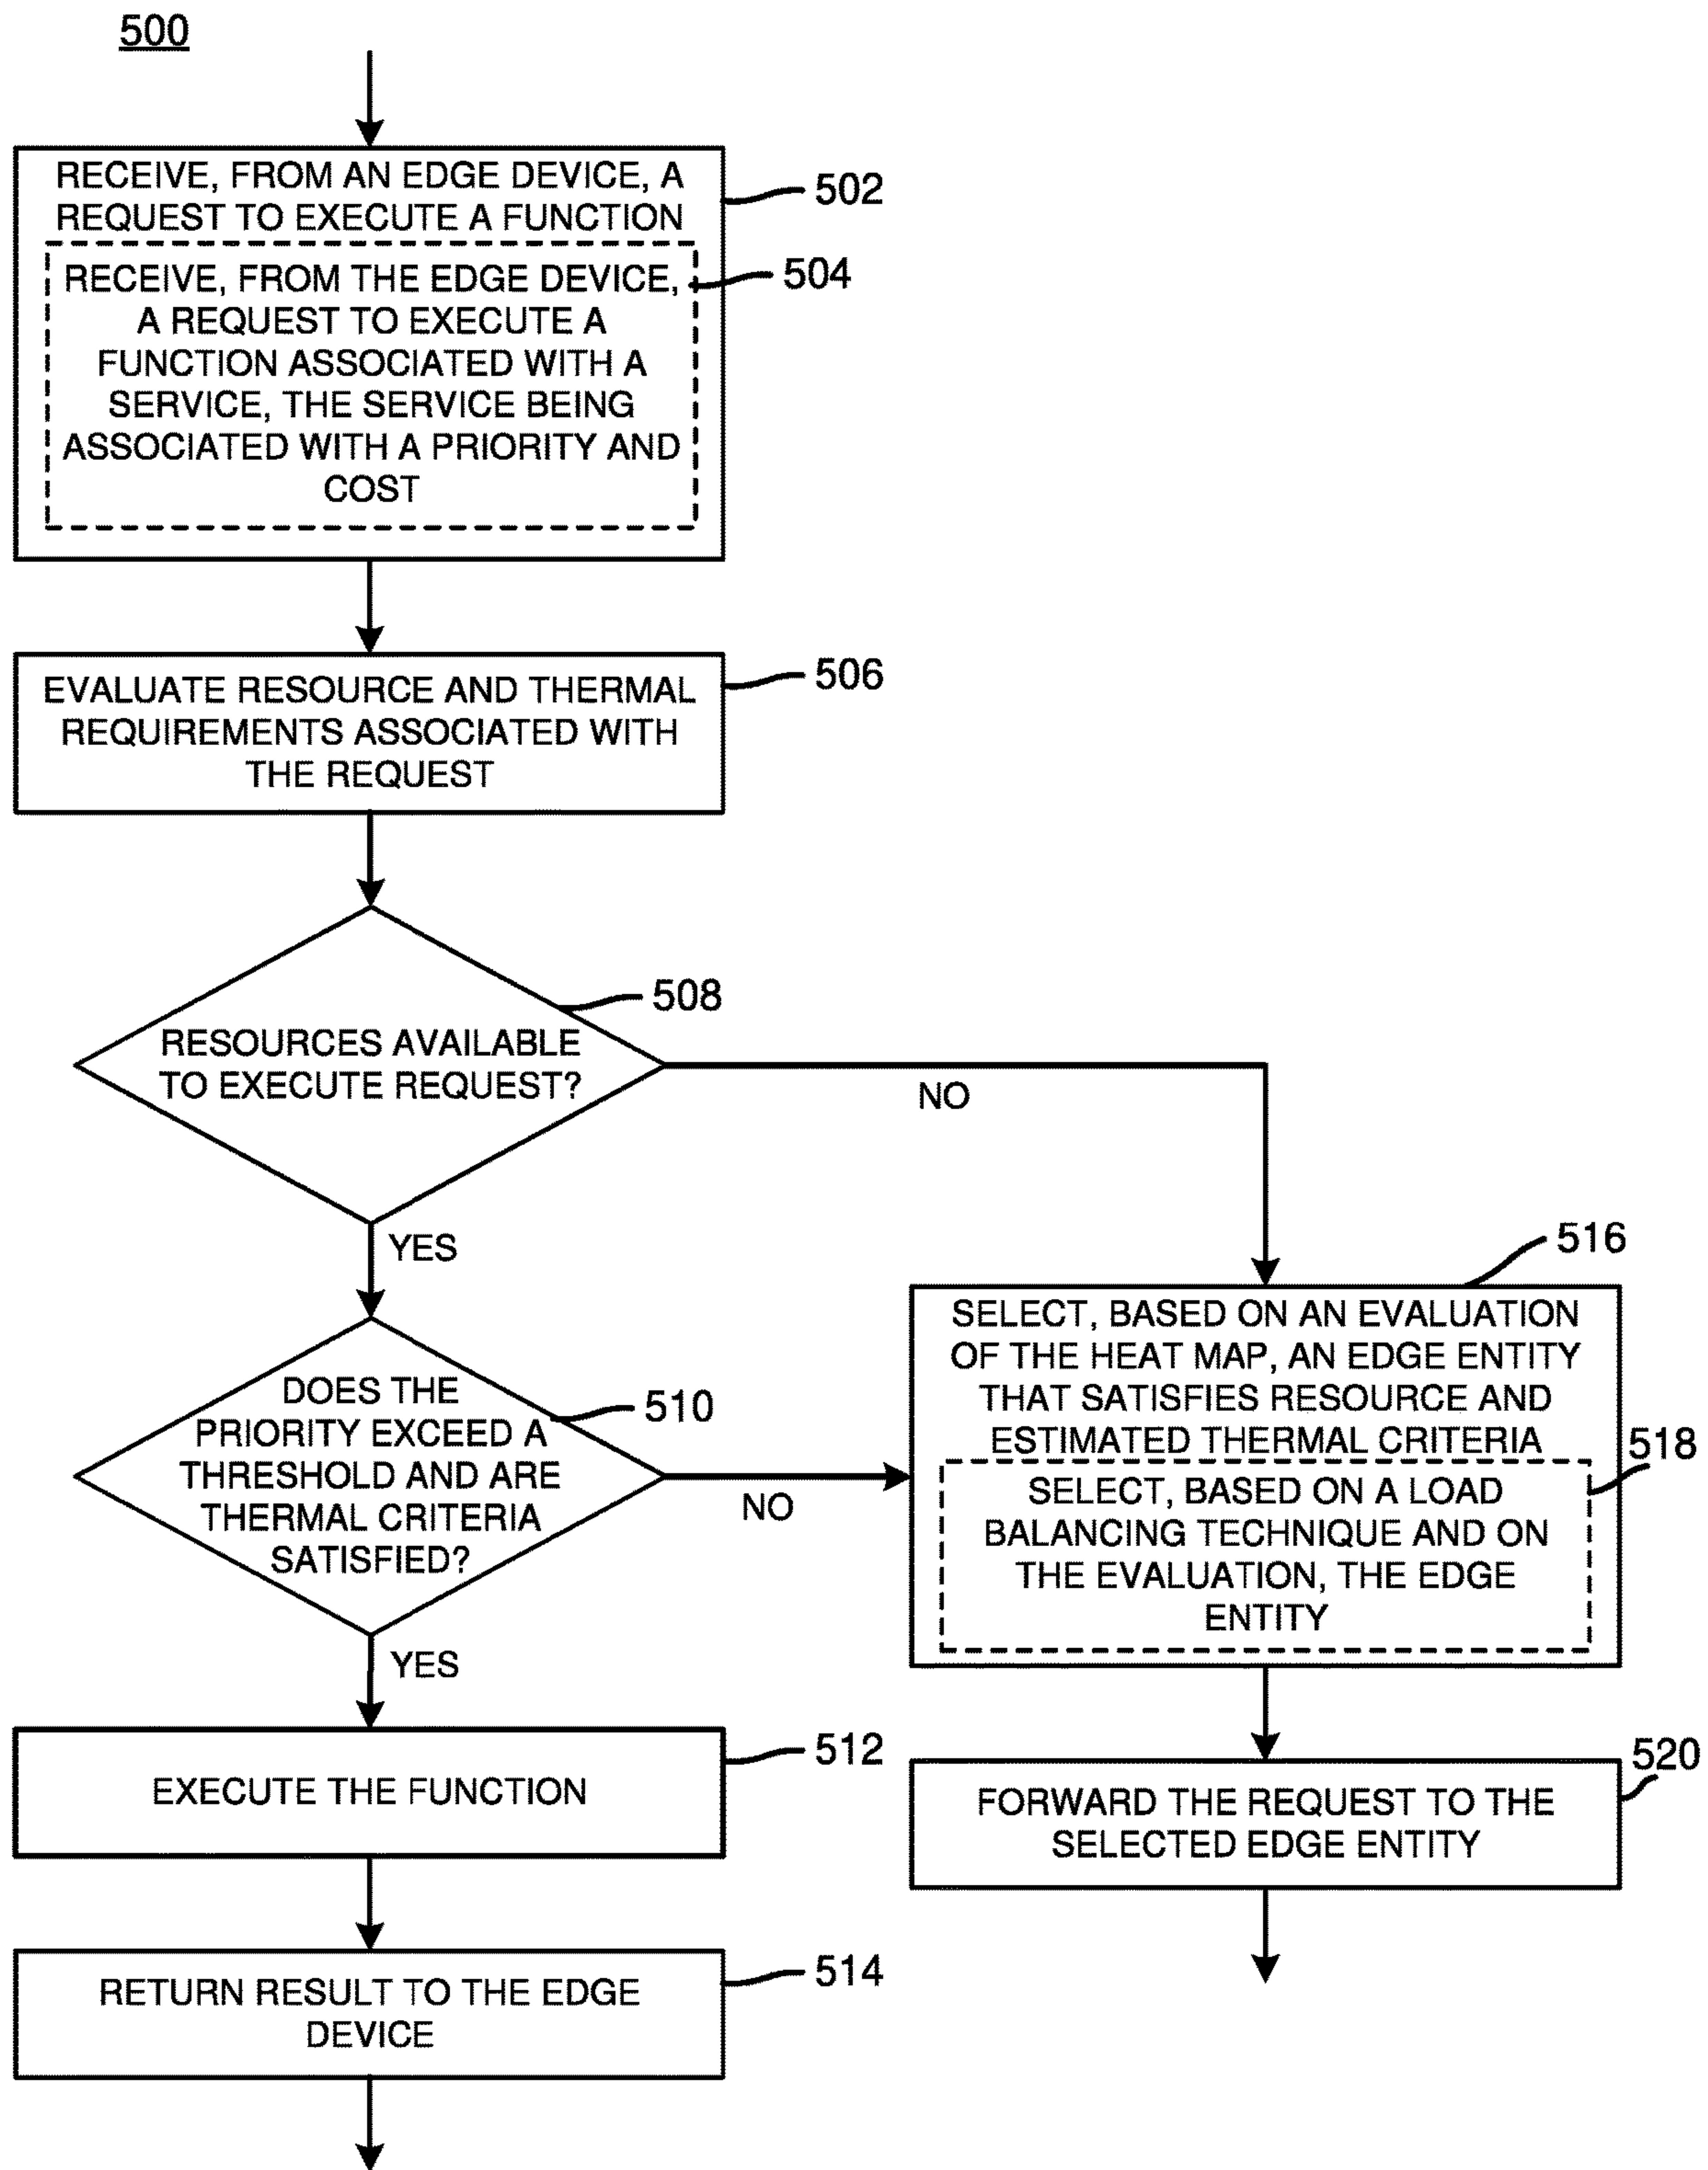 500
RECEIVE, FROM AN EDGE DEVICE, A
REQUEST TO EXECUTE A FUNCTION
502
RECEIVE, FROM THE EDGE DEVICE,
A REQUEST TO EXECUTE A
FUNCTION ASSOCIATED WITH A
SERVICE, THE SERVICE BEING
ASSOCIATED WITH A PRIORITY AND
COST
504
EVALUATE RESOURCE AND THERMAL
REQUIREMENTS ASSOCIATED WITH
THE REQUEST
506
RESOURCES AVAILABLE
TO EXECUTE REQUEST?
508
NO
YES
DOES THE
PRIORITY EXCEED A
THRESHOLD AND ARE
THERMAL CRITERIA
SATISFIED?
510
NO
YES
EXECUTE THE FUNCTION
512
RETURN RESULT TO THE EDGE
DEVICE
514
516
SELECT, BASED ON AN EVALUATION
OF THE HEAT MAP, AN EDGE ENTITY
THAT SATISFIES RESOURCE AND
ESTIMATED THERMAL CRITERIA
518
SELECT, BASED ON A LOAD
BALANCING TECHNIQUE AND ON
THE EVALUATION, THE EDGE
ENTITY
520
FORWARD THE REQUEST TO THE
SELECTED EDGE ENTITY